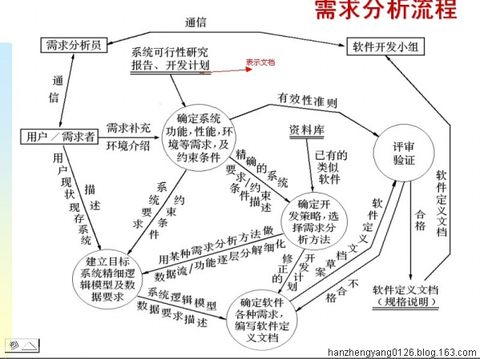 需求分析流程
通信
需求分析员
软件开发小组
系统可行性研究
报告、开发计划
表示文档
通信
用户／需求者
需求补充
环境介绍
确定系统
功能,性能,环
境等需求,及
约束条件
有效性准则
资料库
已有的
类似
软件
评审
验证
精确的系统
要求/约束
条件描述
用户现状
现存系统
描述
系统要求
约束条件
确定开
发策略,选
择需求分
析方法
软件定义
文档草案
合格
不合格
软件定义文档
用某种需求分析方法做
数据流/功能逐层分解细化
修正的
开发计划
建立目标
系统精细逻
辑模型及数
据要求
系统逻辑模型
数据要求描述
确定软件
各种需求,
编写软件定
义文档
软件定义文档
(规格说明)
hanzhengyang0126.blog.163.com